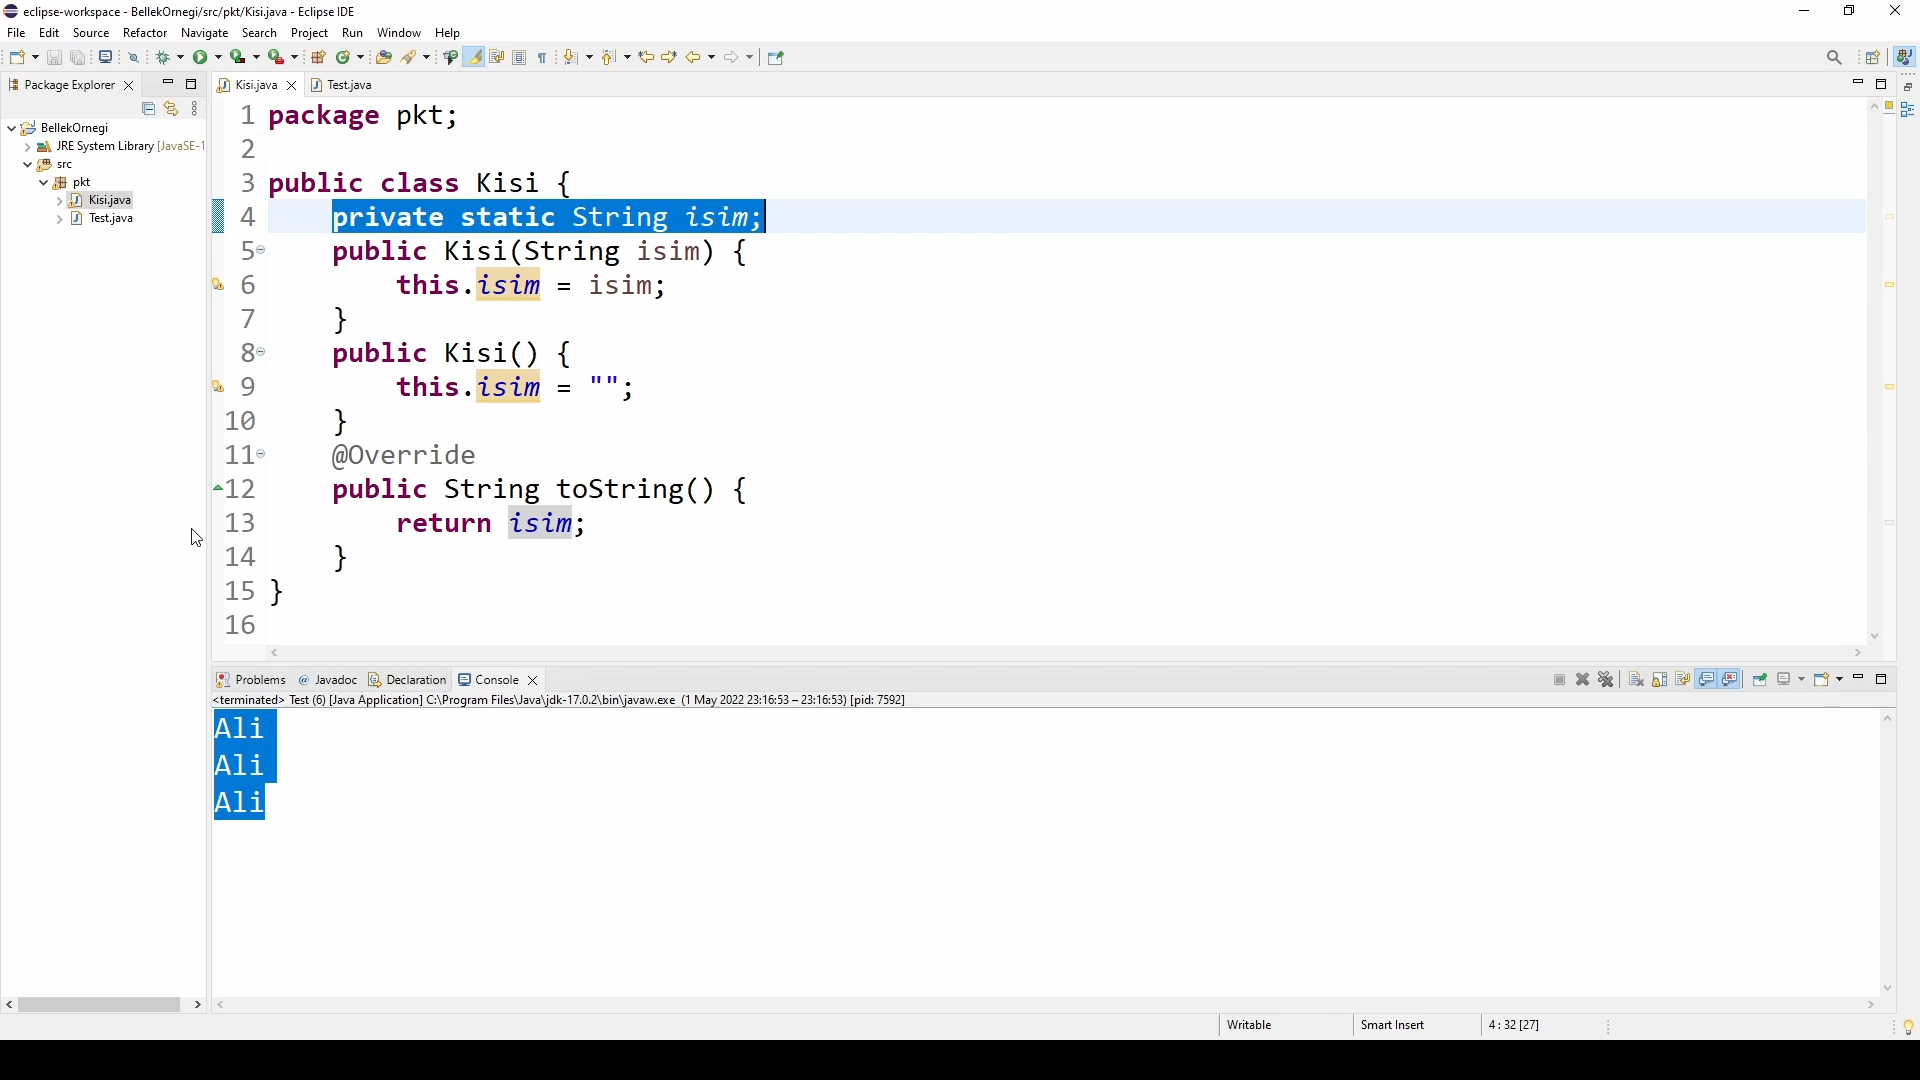 eclipse-workspace - BellekOrnegi/src/pkt/Kisi.java - Eclipse IDE
File Edit Source Refactor Navigate Search Project Run Window Help
Package Explorer
Kisi.java Test.java
BellekOrnegi
JRE System Library [JavaSE-1
src
pkt
Kisi.java
Test.java
1 package pkt;
2
3 public class Kisi {
4 private static String isim;
5 public Kisi(String isim) {
6 this.isim = isim;
7 }
8 public Kisi() {
9 this.isim = "";
10 }
11 @Override
12 public String toString() {
13 return isim;
14 }
15 }
16
Problems @ Javadoc Declaration Console
<terminated> Test (6) [Java Application] C:\Program Files\Java\jdk-17.0.2\bin\javaw.exe (1 May 2022 23:16:53 – 23:16:53) [pid: 7592]
Ali
Ali
Ali
Writable Smart Insert 4 : 32 [27]